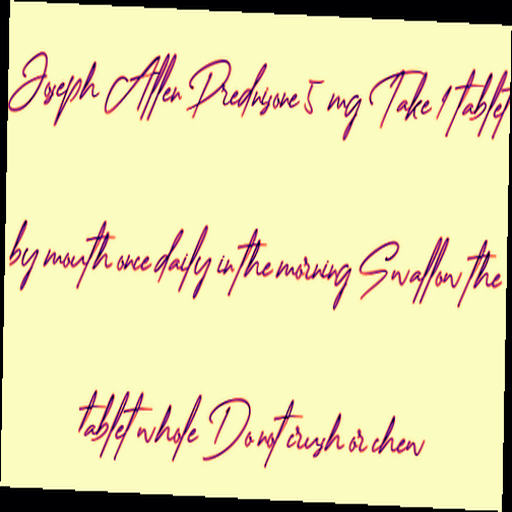 Joseph Allen Prednisone 5 mg Take 1 tablet
by mouth once daily in the morning Swallow the
tablet whole Do not crush or chew